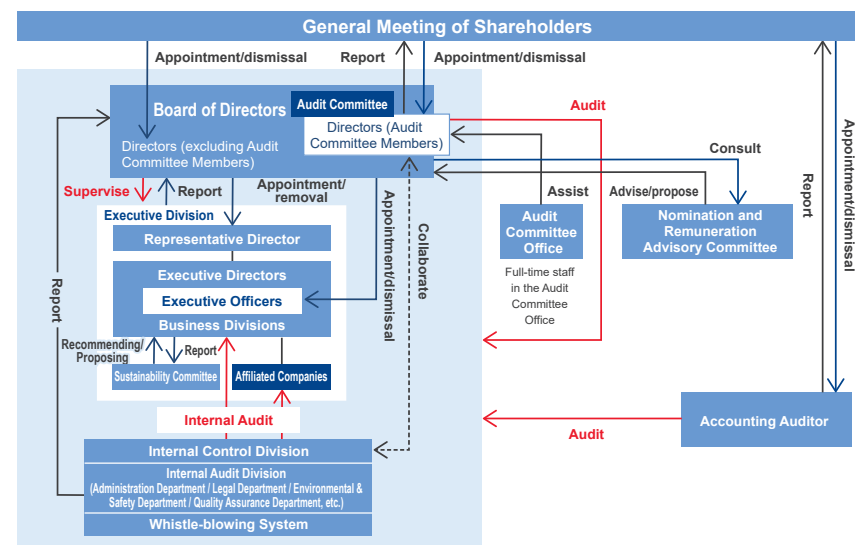 General Meeting of Shareholders
Appointment/dismissal
Report
Appointment/dismissal
Audit
Board of Directors
Audit Committee
Directors (Audit
Committee Members)
Directors (excluding Audit
Committee Members)
Consult
Supervise
Report
Appointment/
removal
Appointment/dismissal
Collaborate
Assist
Advise/propose
Report
Appointment/dismissal
Executive Division
Representative Director
Audit
Committee
Office
Nomination and
Remuneration
Advisory Committee
Full-time staff
in the Audit
Committee
Office
Executive Directors
Executive Officers
Business Divisions
Report
Recommending/
Proposing
Report
Sustainability Committee
Affiliated Companies
Internal Audit
Audit
Accounting Auditor
Internal Control Division
Internal Audit Division
(Administration Department / Legal Department / Environmental &
Safety Department / Quality Assurance Department, etc.)
Whistle-blowing System